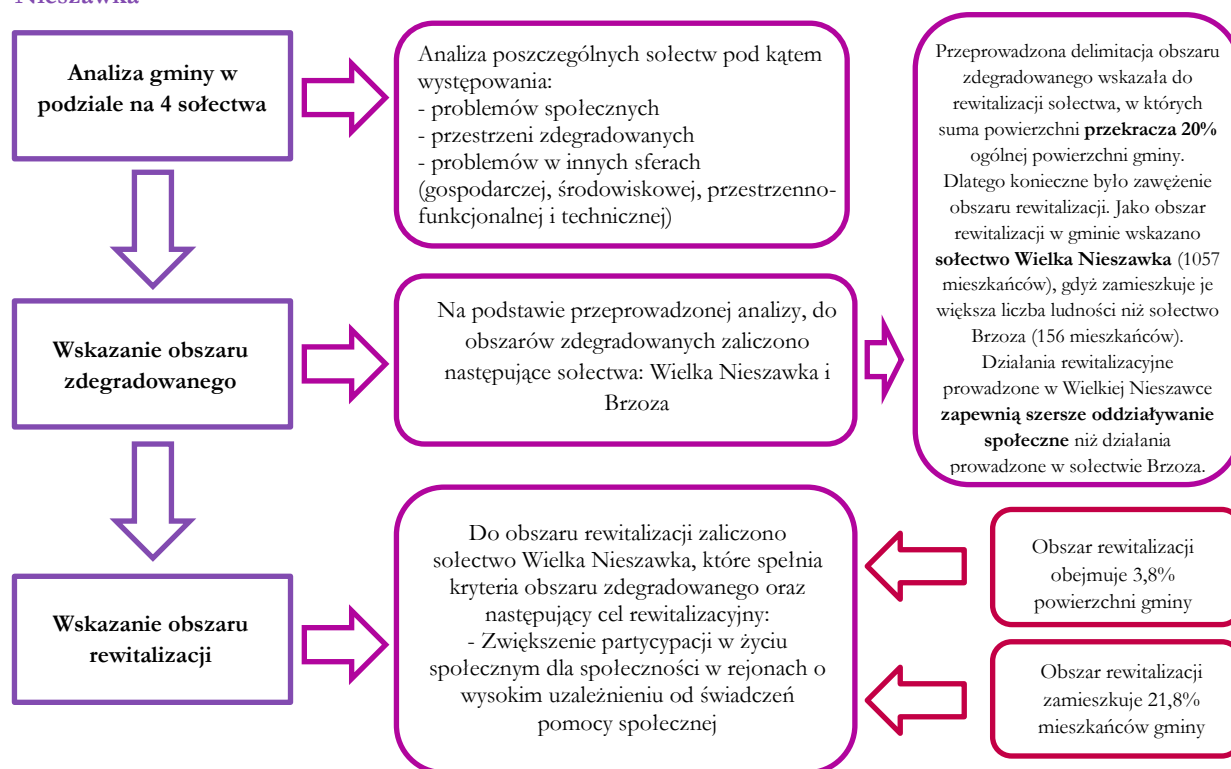 Nieszawka
Analiza gminy w
podziale na 4 sołectwa
Analiza poszczególnych sołectw pod kątem
występowania:
- problemów społecznych
- przestrzeni zdegradowanych
- problemów w innych sferach
(gospodarczej, środowiskowej, przestrzenno-
funkcjonalnej i technicznej)
Przeprowadzona delimitacja obszaru
zdegradowanego wskazała do
rewitalizacji sołectwa, w których
suma powierzchni przekracza 20%
ogólnej powierzchni gminy.
Dlatego konieczne było zawężenie
obszaru rewitalizacji. Jako obszar
rewitalizacji w gminie wskazano
sołectwo Wielka Nieszawka (1057
mieszkańców), gdyż zamieszkuje je
większa liczba ludności niż sołectwo
Brzoza (156 mieszkańców).
Działania rewitalizacyjne
prowadzone w Wielkiej Nieszawce
zapewnią szersze oddziaływanie
społeczne niż działania
prowadzone w sołectwie Brzoza.
Wskazanie obszaru
zdegradowanego
Na podstawie przeprowadzonej analizy, do
obszarów zdegradowanych zaliczono
następujące sołectwa: Wielka Nieszawka i
Brzoza
Wskazanie obszaru
rewitalizacji
Do obszaru rewitalizacji zaliczono
sołectwo Wielka Nieszawka, które spełnia
kryteria obszaru zdegradowanego oraz
następujący cel rewitalizacyjny:
- Zwiększenie partycypacji w życiu
społecznym dla społeczności w rejonach o
wysokim uzależnieniu od świadczeń
pomocy społecznej
Obszar rewitalizacji
obejmuje 3,8%
powierzchni gminy
Obszar rewitalizacji
zamieszkuje 21,8%
mieszkańców gminy